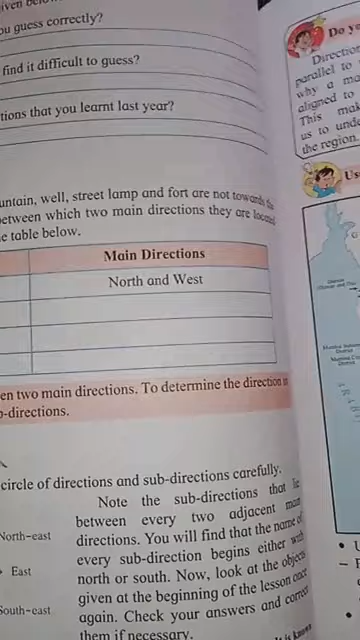 ou guess correctly?
find it difficult to guess?
tions that you learnt last year?
untain, well, street lamp and fort are not towards the
between which two main directions they are located
e table below.
Main Directions
North and West
en two main directions. To determine the direction in
-directions.
circle of directions and sub-directions carefully.
Note the sub-directions that lie
between every two adjacent main
directions. You will find that the name of
every sub-direction begins either with
north or south. Now, look at the objects
given at the beginning of the lesson once
again. Check your answers and correct
them if necessary.
North-east
East
South-east
Do yo
Direction
parallel to
why a ma
aligned to
This mak
us to unde
the region.
Us